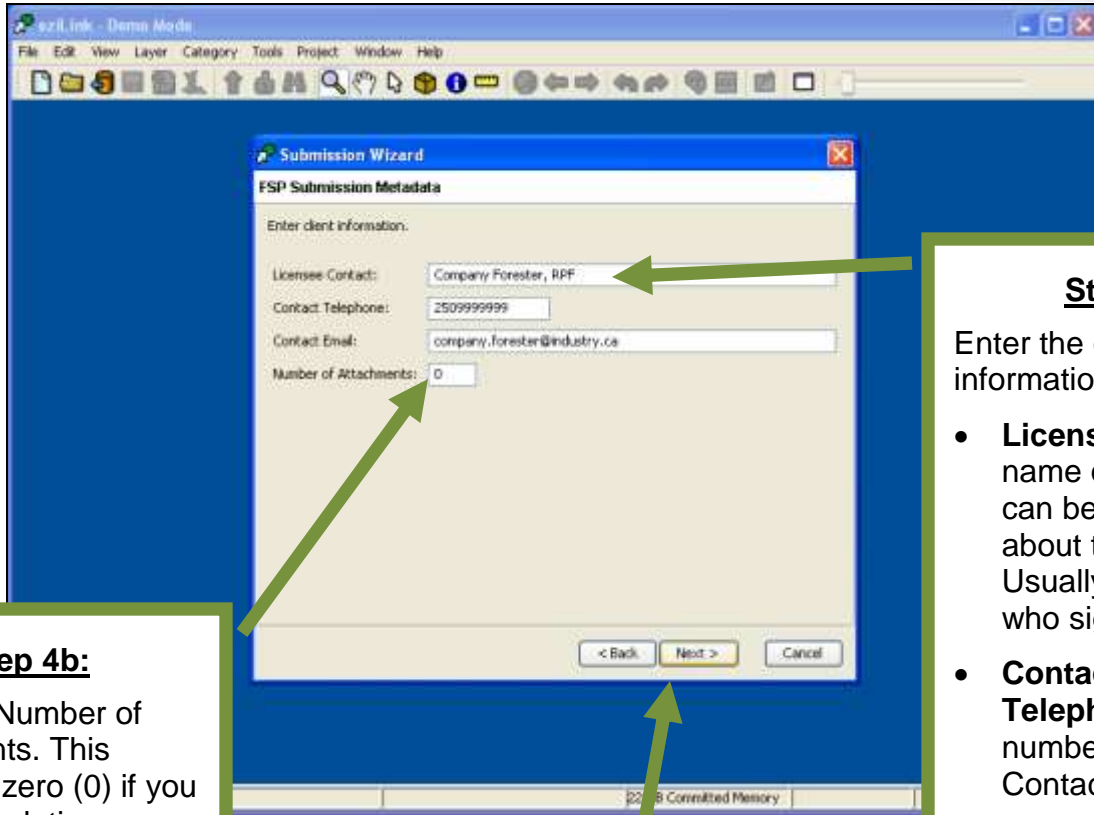 eziLink - Demo Mode
File Edit View Layer Category Tools Project Window Help
Submission Wizard
FSP Submission Metadata
Enter client information.
Licensee Contact: Company Forester, RPF
Contact Telephone: 2509999999
Contact Email: company.forester@industry.ca
Number of Attachments: 0
< Back Next > Cancel
Committed Memory
St
Enter the
informatio
Licens
name
can be
about t
Usually
who si
Contac
Teleph
numbe
Contac
ep 4b:
Number of
nts. This
zero (0) if you